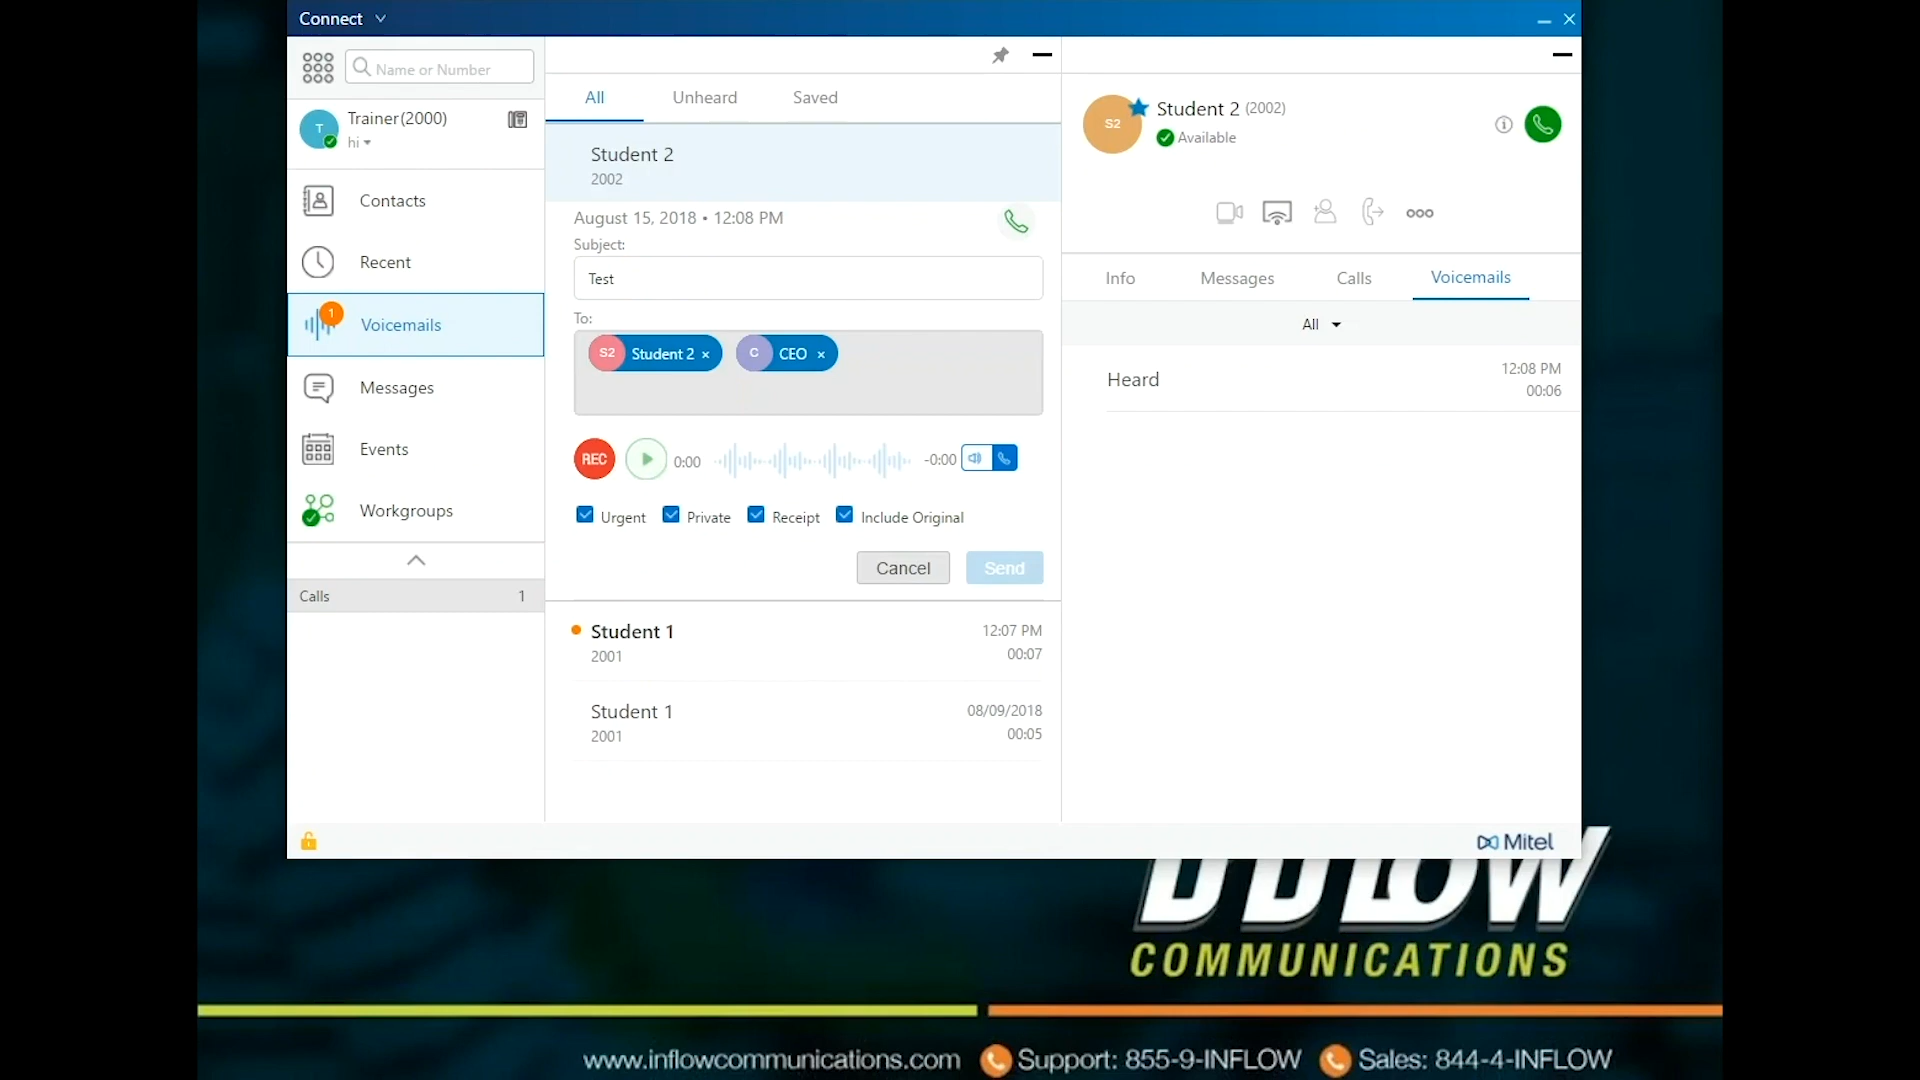 Connect
Name or Number
T
Trainer(2000)
hi
Contacts
Recent
1
Voicemails
Messages
Events
Workgroups
Calls 1
All Unheard Saved
Student 2
2002
August 15, 2018 • 12:08 PM
Subject:
Test
To:
S2 Student 2 × C CEO ×
REC 0:00 -0:00
Urgent Private Receipt Include Original
Cancel Send
Student 1 12:07 PM
2001 00:07
Student 1 08/09/2018
2001 00:05
S2
Student 2 (2002)
Available
Info Messages Calls Voicemails
All
Heard 12:08 PM
00:06
Mitel
COMMUNICATIONS
www.inflowcommunications.com Support: 855-9-INFLOW Sales: 844-4-INFLOW